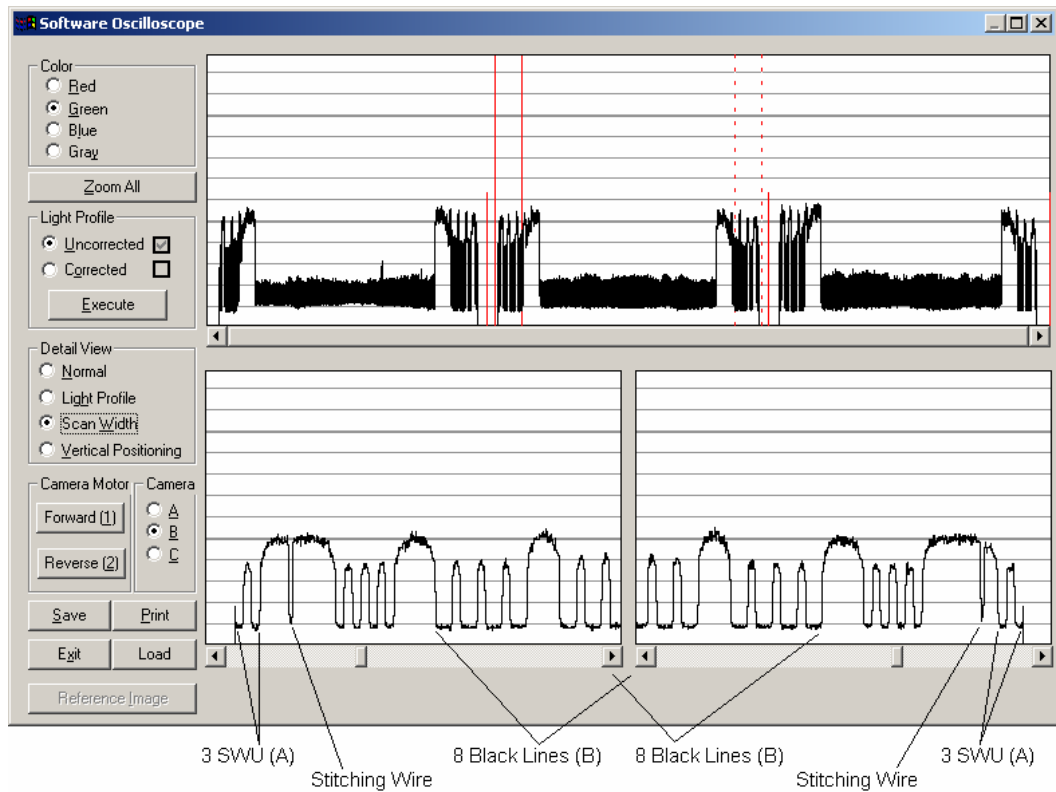 Software Oscilloscope
Color
Red
Green
Blue
Gray
Zoom All
Light Profile
Uncorrected
Corrected
Execute
Detail View
Normal
Light Profile
Scan Width
Vertical Positioning
Camera Motor
Forward (1)
Reverse (2)
Camera
A
B
C
Save
Print
Exit
Load
Reference Image
3 SWU (A)
Stitching Wire
8 Black Lines (B)
8 Black Lines (B)
Stitching Wire
3 SWU (A)